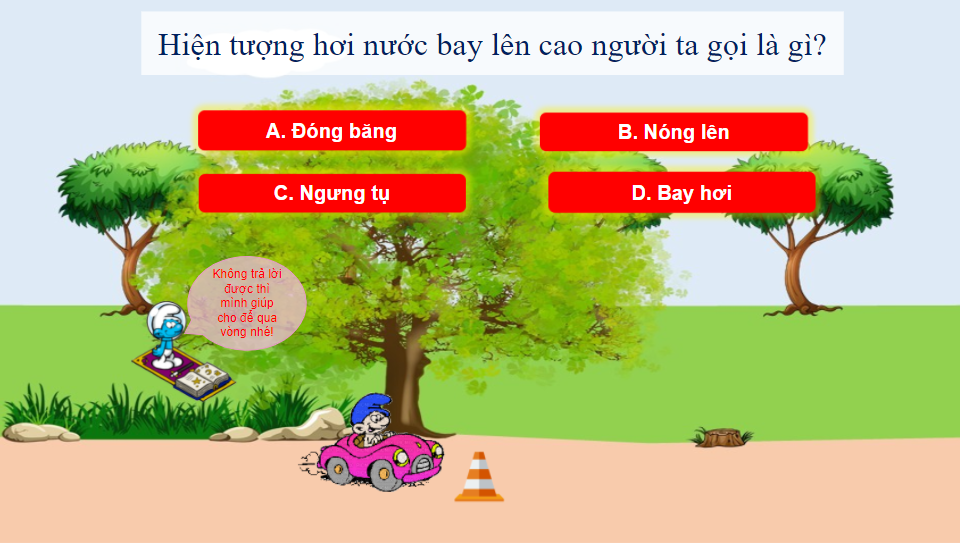 Hiện tượng hơi nước bay lên cao người ta gọi là gì?
A. Đóng băng
B. Nóng lên
C. Ngưng tụ
D. Bay hơi
Không trả lời
được thì
mình giúp
cho để qua
vòng nhé!